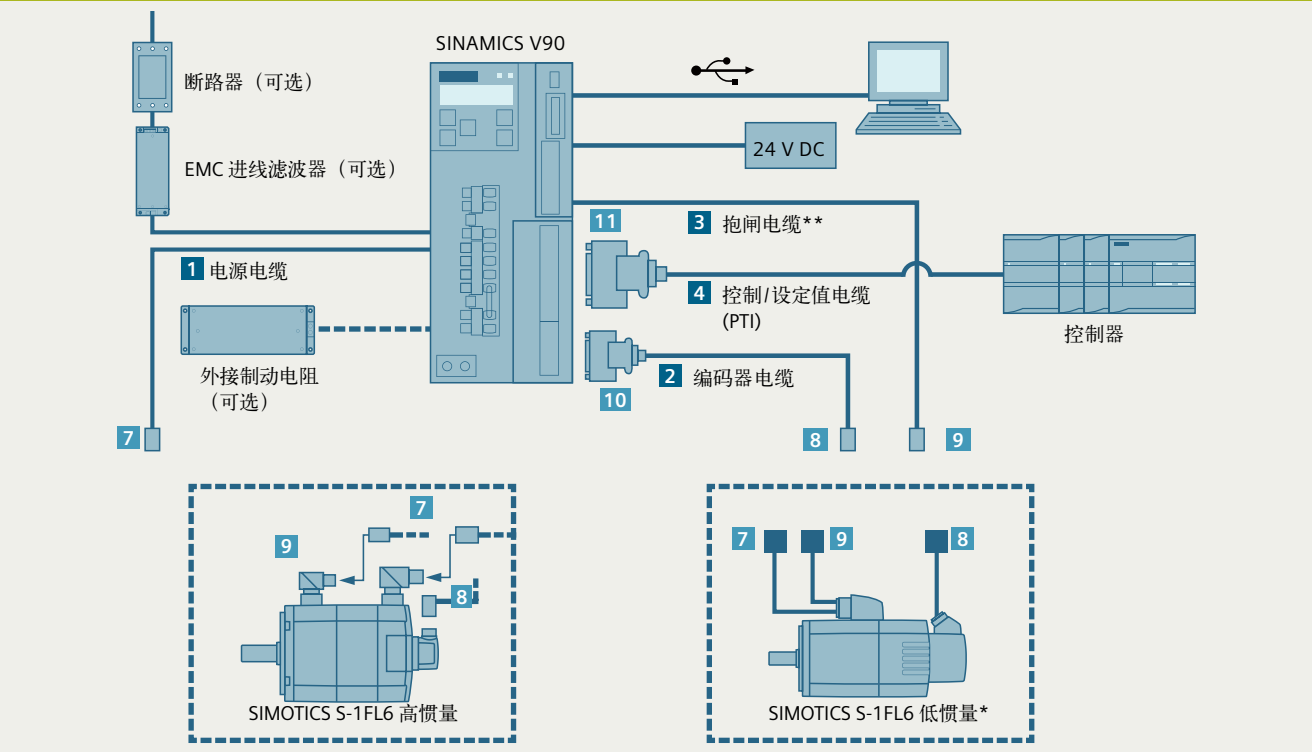 SINAMICS V90
断路器（可选）
EMC 进线滤波器（可选）
24 V DC
11
3 抱闸电缆**
1 电源电缆
4 控制/设定值电缆
(PTI)
控制器
外接制动电阻
（可选）
2 编码器电缆
10
7
8
9
7
9
8
SIMOTICS S-1FL6 高惯量
7
9
8
SIMOTICS S-1FL6 低惯量*